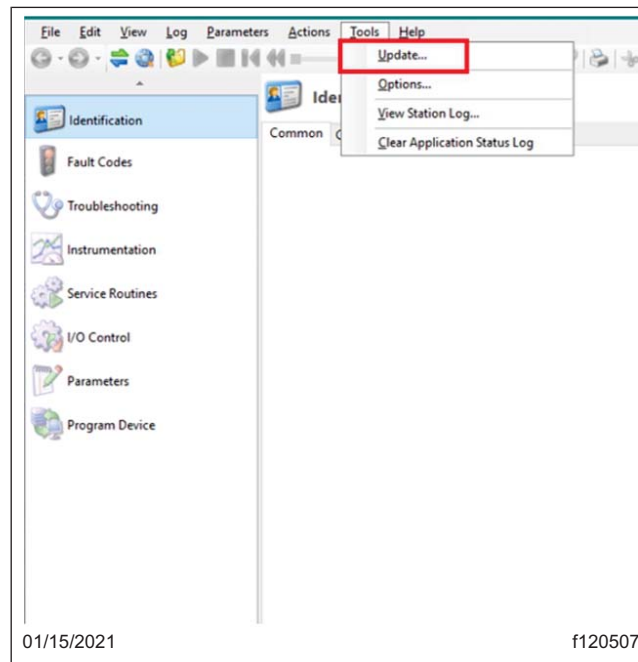 File Edit View Log Parameters Actions Tools Help
Update...
Options...
View Station Log...
Clear Application Status Log
Identification
Fault Codes
Troubleshooting
Instrumentation
Service Routines
I/O Control
Parameters
Program Device
Common
01/15/2021 f120507